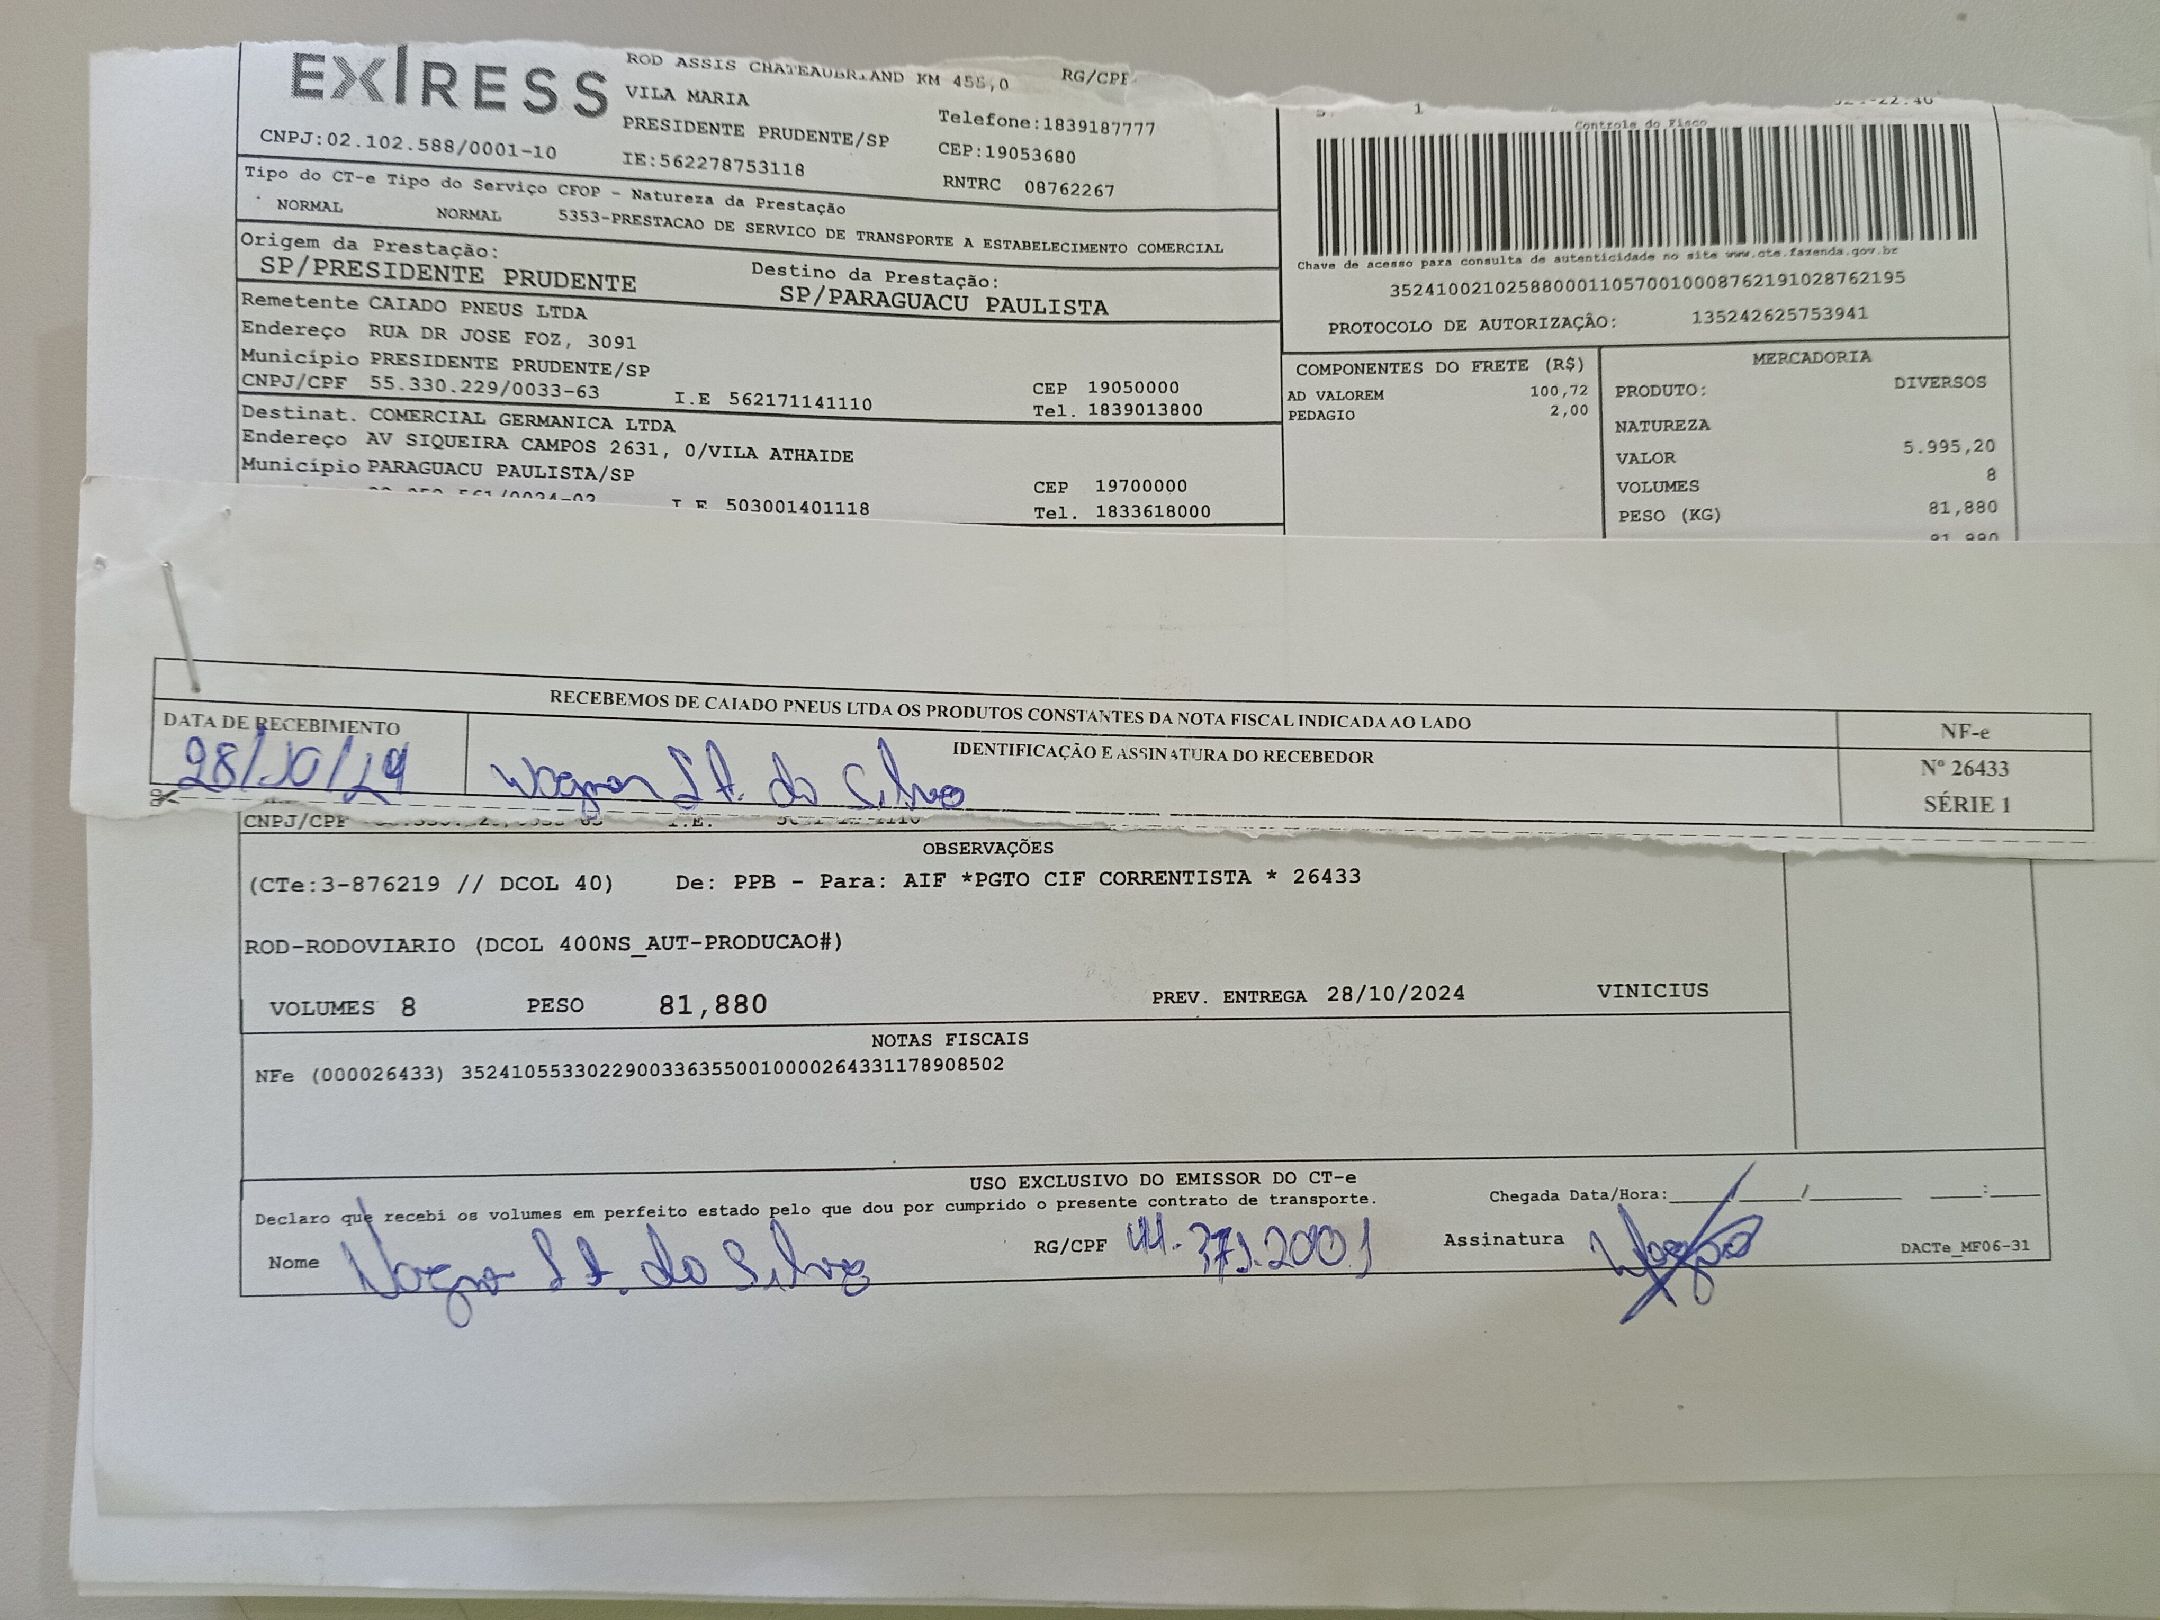 EXPRESS
ROD ASSIS CHATEAUBRIAND KM 455,0 RG/CPF
VILA MARIA
Telefone:1839187777
PRESIDENTE PRUDENTE/SP
CEP:19053680
CNPJ:02.102.588/0001-10
IE:562278753118
RNTRC 08762267
1
Controle do Fisco
Tipo do CT-e Tipo do Serviço CFOP - Natureza da Prestação
NORMAL NORMAL 5353-PRESTACAO DE SERVICO DE TRANSPORTE A ESTABELECIMENTO COMERCIAL
Chave de acesso para consulta de autenticidade no site www.cte.fazenda.gov.br
35241002102588000110570010008762191028762195
PROTOCOLO DE AUTORIZAÇÃO: 135242625753941
Origem da Prestação:
SP/PRESIDENTE PRUDENTE
Destino da Prestação:
SP/PARAGUACU PAULISTA
Remetente CAIADO PNEUS LTDA
Endereço RUA DR JOSE FOZ, 3091
Município PRESIDENTE PRUDENTE/SP
CEP 19050000
CNPJ/CPF 55.330.229/0033-63 I.E 562171141110
Tel. 1839013800
Destinat. COMERCIAL GERMANICA LTDA
Endereço AV SIQUEIRA CAMPOS 2631, 0/VILA ATHAIDE
Município PARAGUACU PAULISTA/SP
CEP 19700000
I E 503001401118
Tel. 1833618000
COMPONENTES DO FRETE (R$)
AD VALOREM 100,72
PEDAGIO 2,00
MERCADORIA
PRODUTO: DIVERSOS
NATUREZA
VALOR 5.995,20
VOLUMES 8
PESO (KG) 81,880
RECEBEMOS DE CAIADO PNEUS LTDA OS PRODUTOS CONSTANTES DA NOTA FISCAL INDICADA AO LADO
DATA DE RECEBIMENTO
28/10/24
IDENTIFICAÇÃO E ASSINATURA DO RECEBEDOR
NF-e
Nº 26433
SÉRIE 1
CNPJ/CPF
OBSERVAÇÕES
(CTe:3-876219 // DCOL 40) De: PPB - Para: AIF *PGTO CIF CORRENTISTA * 26433
ROD-RODOVIARIO (DCOL 400NS_AUT-PRODUCAO#)
VOLUMES 8 PESO 81,880 PREV. ENTREGA 28/10/2024 VINICIUS
NOTAS FISCAIS
NFe (000026433) 35241055330229003363550010000264331178908502
USO EXCLUSIVO DO EMISSOR DO CT-e
Declaro que recebi os volumes em perfeito estado pelo que dou por cumprido o presente contrato de transporte.
Chegada Data/Hora:____/____/____ ____:____
Nome Wagner da Silva
RG/CPF
Assinatura
DACTe_MF06-31